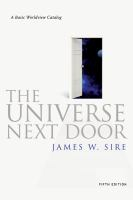 A Basic Worldview Catalog
THE
UNIVERSE
NEXT DOOR
JAMES W. SIRE
FIFTH EDITION